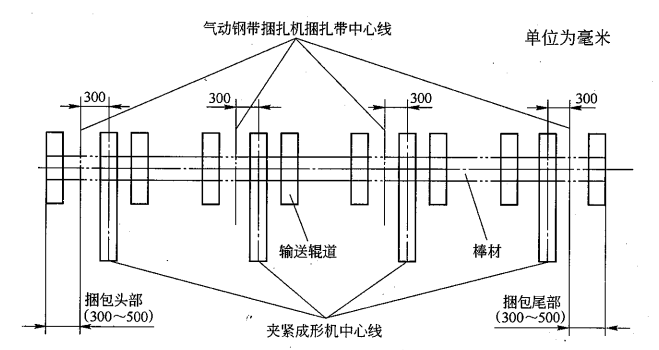 气动钢带捆扎机捆扎带中心线
单位为毫米
300
300
300
300
输送辊道
棒材
捆包头部
(300～500)
捆包尾部
(300～500)
夹紧成形机中心线